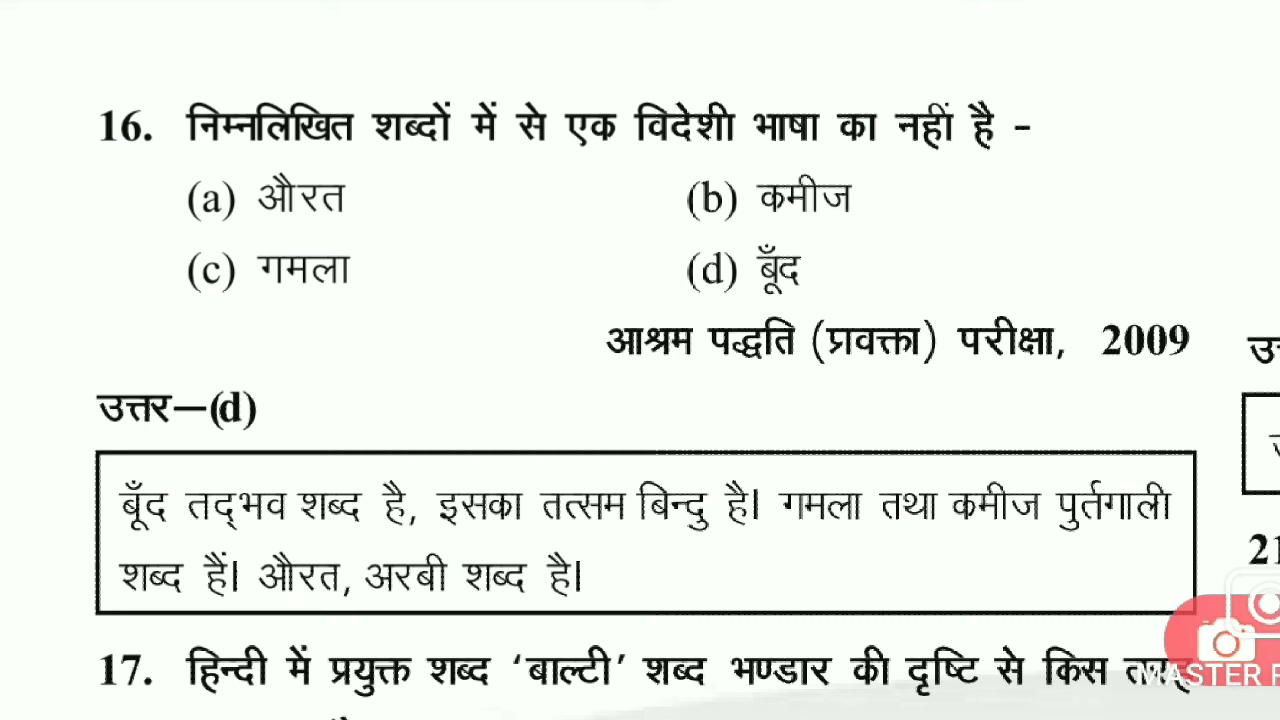 16. निम्नलिखित शब्दों में से एक विदेशी भाषा का नहीं है –
(a) औरत (b) कमीज
(c) गमला (d) बूँद
आश्रम पद्धति (प्रवक्ता) परीक्षा, 2009
उत्तर—(d)
बूँद तद्‌भव शब्द है, इसका तत्सम बिन्दु है। गमला तथा कमीज पुर्तगाली
शब्द हैं। औरत, अरबी शब्द है।
17. हिन्दी में प्रयुक्त शब्द ‘बाल्टी’ शब्द भण्डार की दृष्टि से किस
21
MASTER